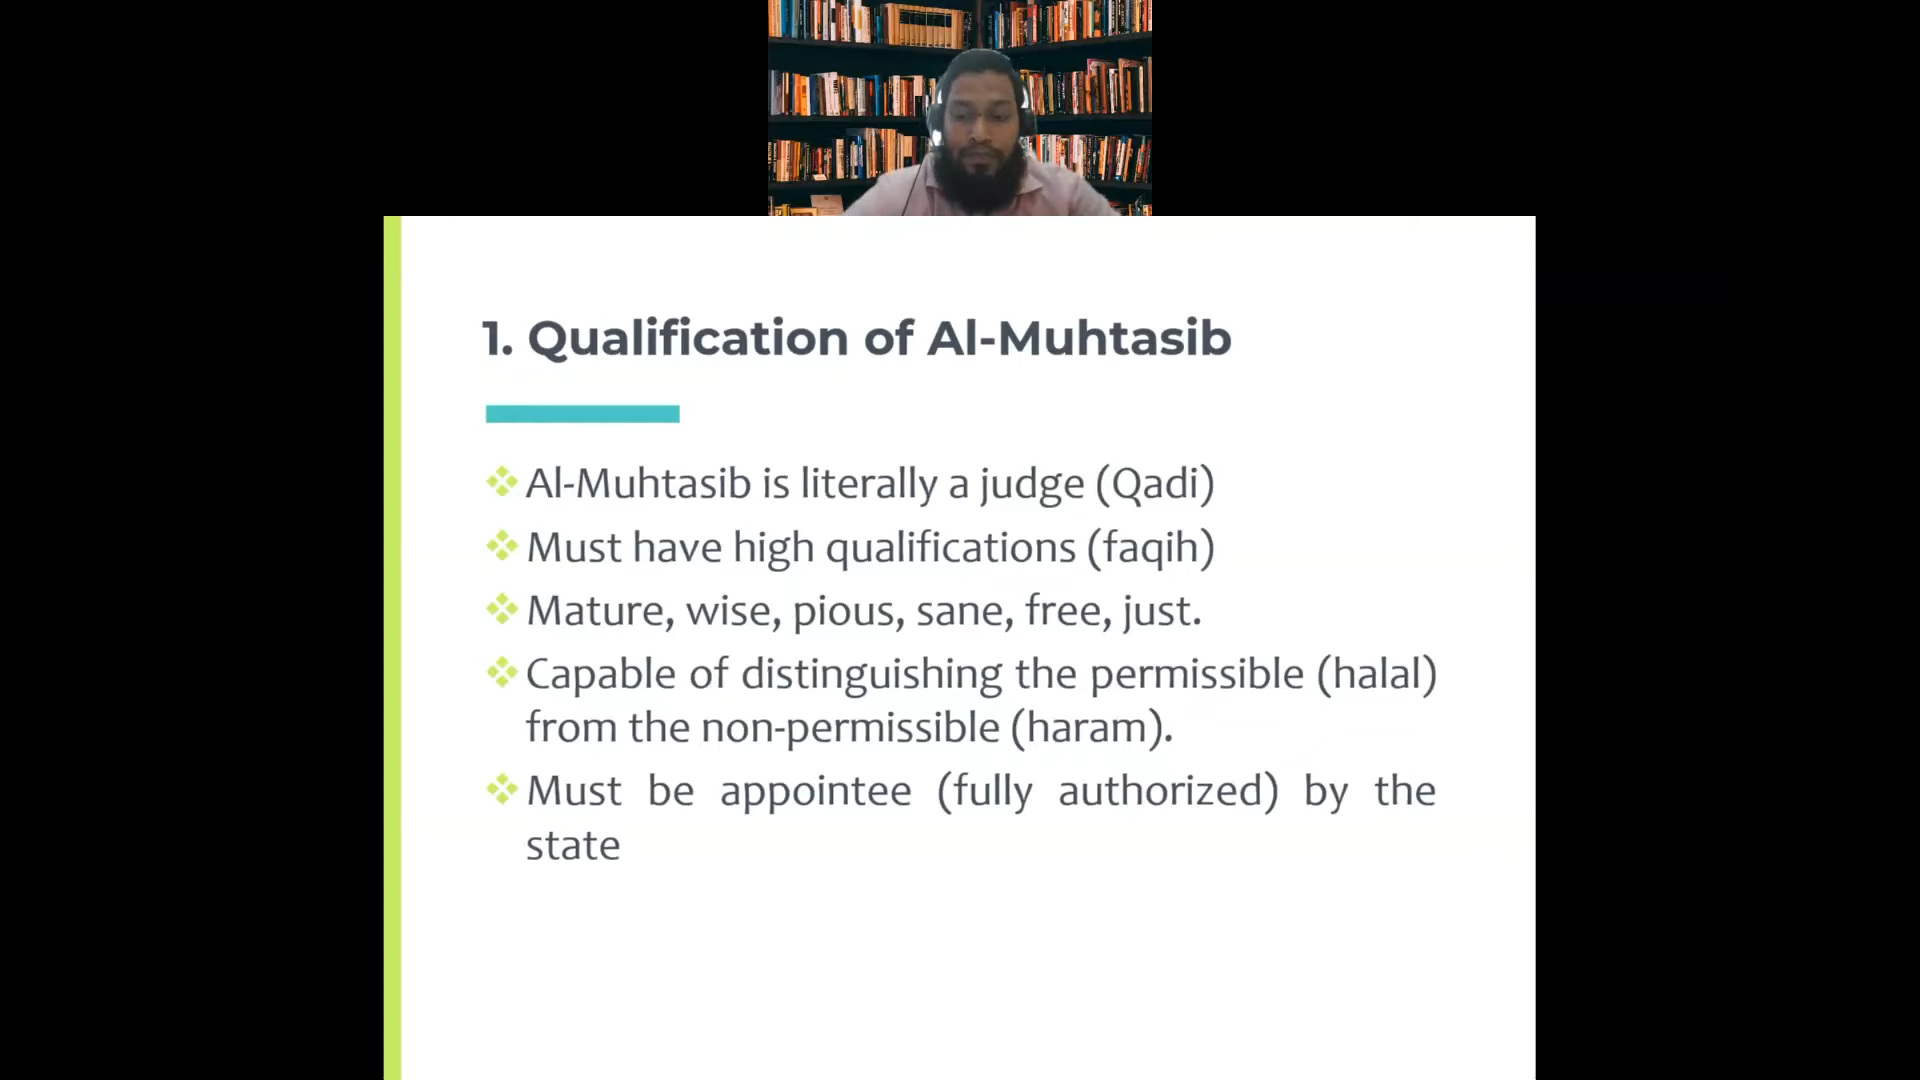 1. Qualification of Al-Muhtasib
Al-Muhtasib is literally a judge (Qadi)
Must have high qualifications (faqih)
Mature, wise, pious, sane, free, just.
Capable of distinguishing the permissible (halal)
from the non-permissible (haram).
Must be appointee (fully authorized) by the
state